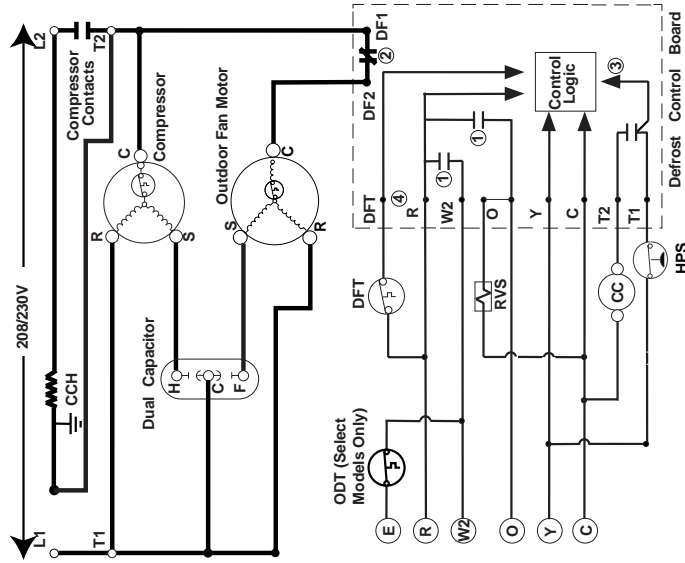 208/230V
L1
L2
CCH
Compressor
Contacts
T1
T2
Dual Capacitor
H
C
F
R
S
C
Compressor
Outdoor Fan Motor
S
R
C
DF2
DF1
②
ODT (Select
Models Only)
DFT
DFT
④
E
R
R
W2
W2
①
①
O
RVS
O
Y
Y
C
C
Control
Logic
③
CC
T2
HPS
T1
Defrost Control Board